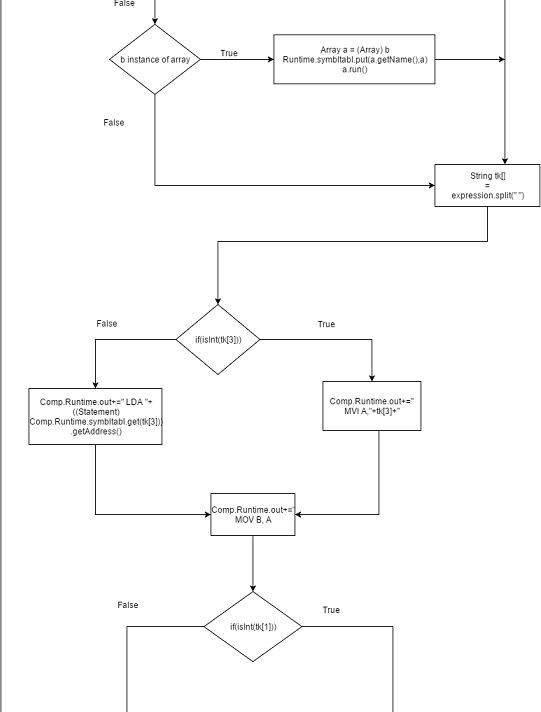 False
b instance of array
True
Array a = (Array) b
Runtime.symbltabl.put(a.getName(),a)
a.run()
False
String tk[]
=
expression.split(" ")
False
if(isInt(tk[3]))
True
Comp.Runtime.out+=" LDA "+
((Statement)
Comp.Runtime.symbltabl.get(tk[3]))
.getAddress()
Comp.Runtime.out+="
MVI A,"+tk[3]+"
Comp.Runtime.out+="
MOV B, A
False
if(isInt(tk[1]))
True